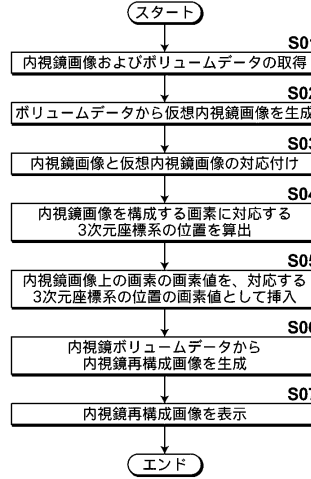 スタート
S01
内視鏡画像およびボリュームデータの取得
S02
ボリュームデータから仮想内視鏡画像を生成
S03
内視鏡画像と仮想内視鏡画像の対応付け
S04
内視鏡画像を構成する画素に対応する
3次元座標系の位置を算出
S05
内視鏡画像上の画素の画素値を、対応する
3次元座標系の位置の画素値として挿入
S06
内視鏡ボリュームデータから
内視鏡再構成画像を生成
S07
内視鏡再構成画像を表示
エンド